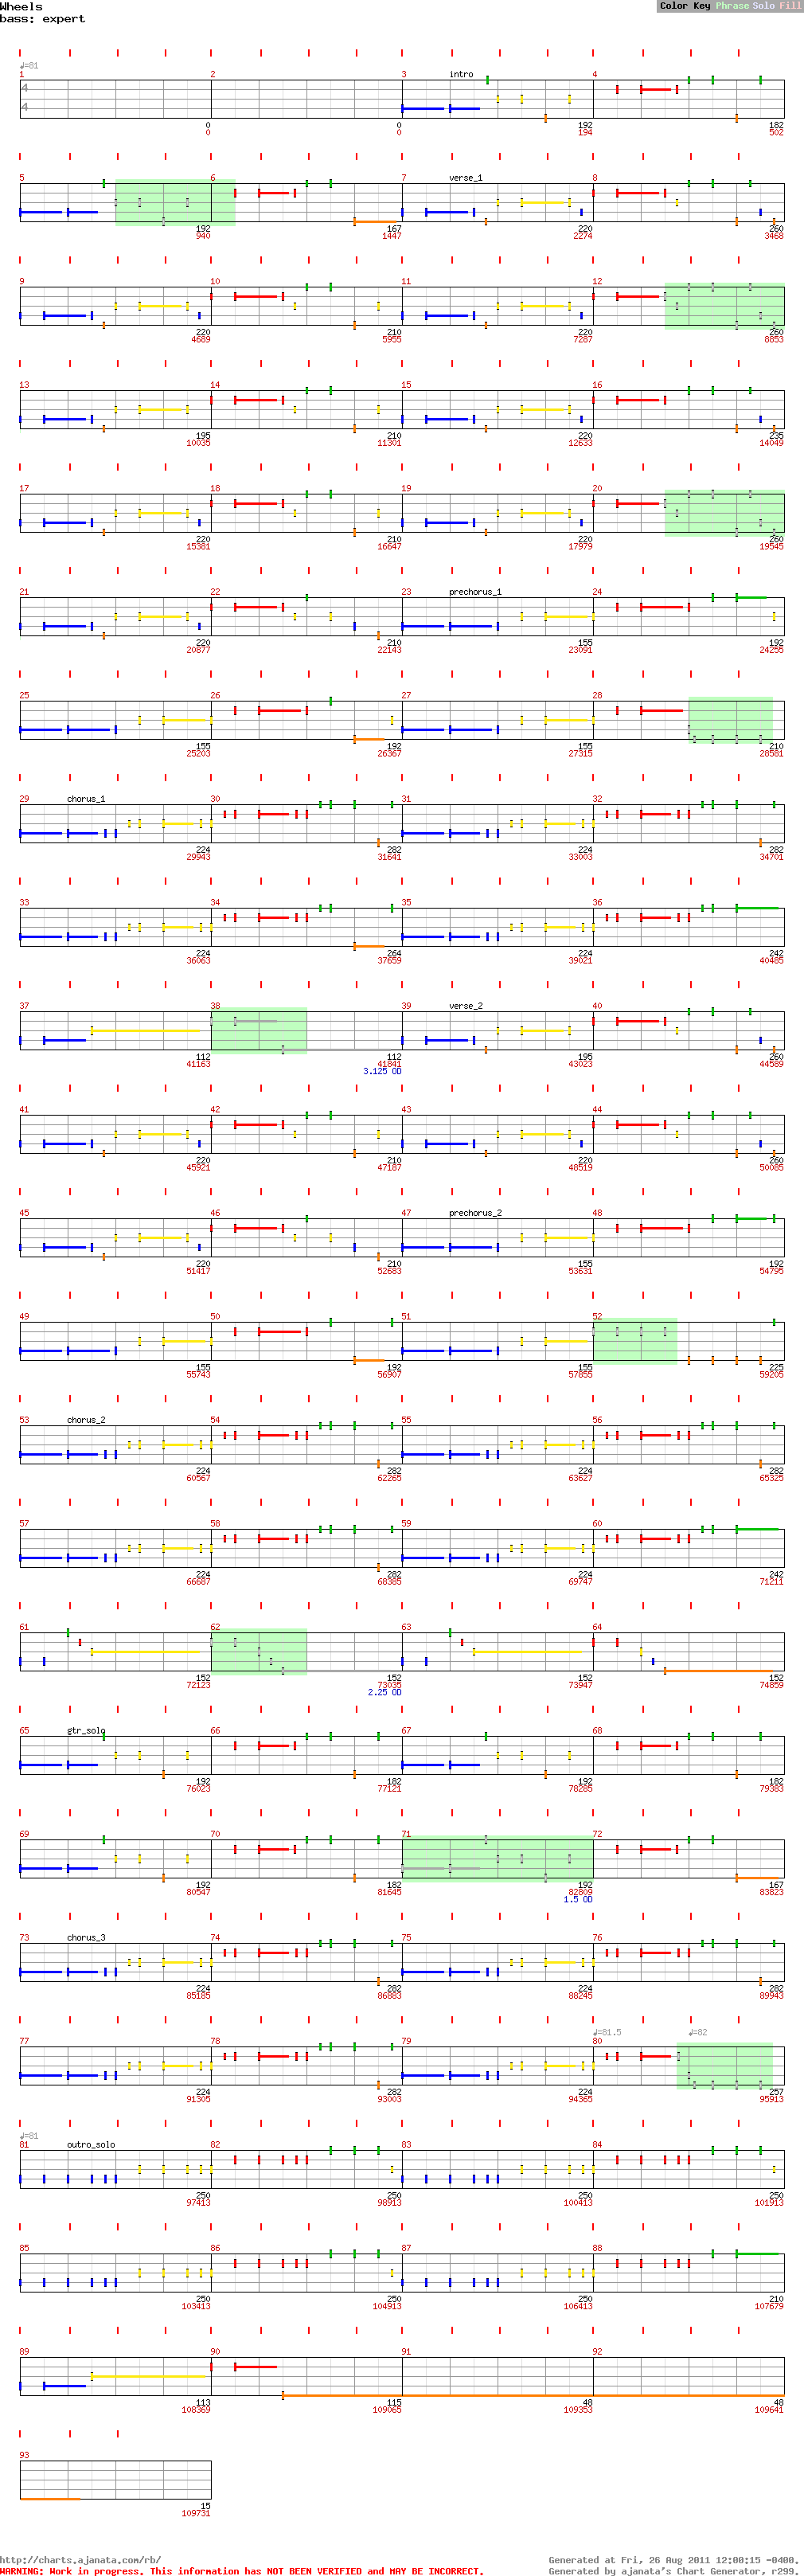 Wheels Color Key Phrase Solo Fill
bass: expert
♩=81
1 2 3 intro 4
4
4
0 0 192 182
0 0 194 502
5 6 7 verse_1 8
192 167 220 260
940 1447 2274 3468
9 10 11 12
220 210 220 260
4689 5955 7287 8853
13 14 15 16
195 210 220 235
10035 11301 12633 14049
17 18 19 20
220 210 220 260
15381 16647 17979 19545
21 22 23 prechorus_1 24
220 210 155 192
20877 22143 23091 24255
25 26 27 28
155 192 155 210
25203 26367 27315 28581
29 chorus_1 30 31 32
224 282 224 282
29943 31641 33003 34701
33 34 35 36
224 264 224 242
36063 37659 39021 40485
37 38 39 verse_2 40
112 112 195 260
41163 41841 43023 44589
3.125 OD
41 42 43 44
220 210 220 260
45921 47187 48519 50085
45 46 47 prechorus_2 48
220 210 155 192
51417 52683 53631 54795
49 50 51 52
155 192 155 225
55743 56907 57855 59205
53 chorus_2 54 55 56
224 282 224 282
60567 62265 63627 65325
57 58 59 60
224 282 224 242
66687 68385 69747 71211
61 62 63 64
152 152 152 152
72123 73035 73947 74859
2.25 OD
65 gtr_solo 66 67 68
192 182 192 182
76023 77121 78285 79383
69 70 71 72
192 182 192 167
80547 81645 82809 83823
1.5 OD
73 chorus_3 74 75 76
224 282 224 282
85185 86883 88245 89943
♩=81.5 ♩=82
77 78 79 80
224 282 224 257
91305 93003 94365 95913
♩=81
81 outro_solo 82 83 84
250 250 250 250
97413 98913 100413 101913
85 86 87 88
250 250 250 210
103413 104913 106413 107679
89 90 91 92
113 115 48 48
108369 109065 109353 109641
93
15
109731
http://charts.ajanata.com/rb/ Generated at Fri, 26 Aug 2011 12:00:15 -0400.
WARNING: Work in progress. This information has NOT BEEN VERIFIED and MAY BE INCORRECT. Generated by ajanata's Chart Generator, r299.